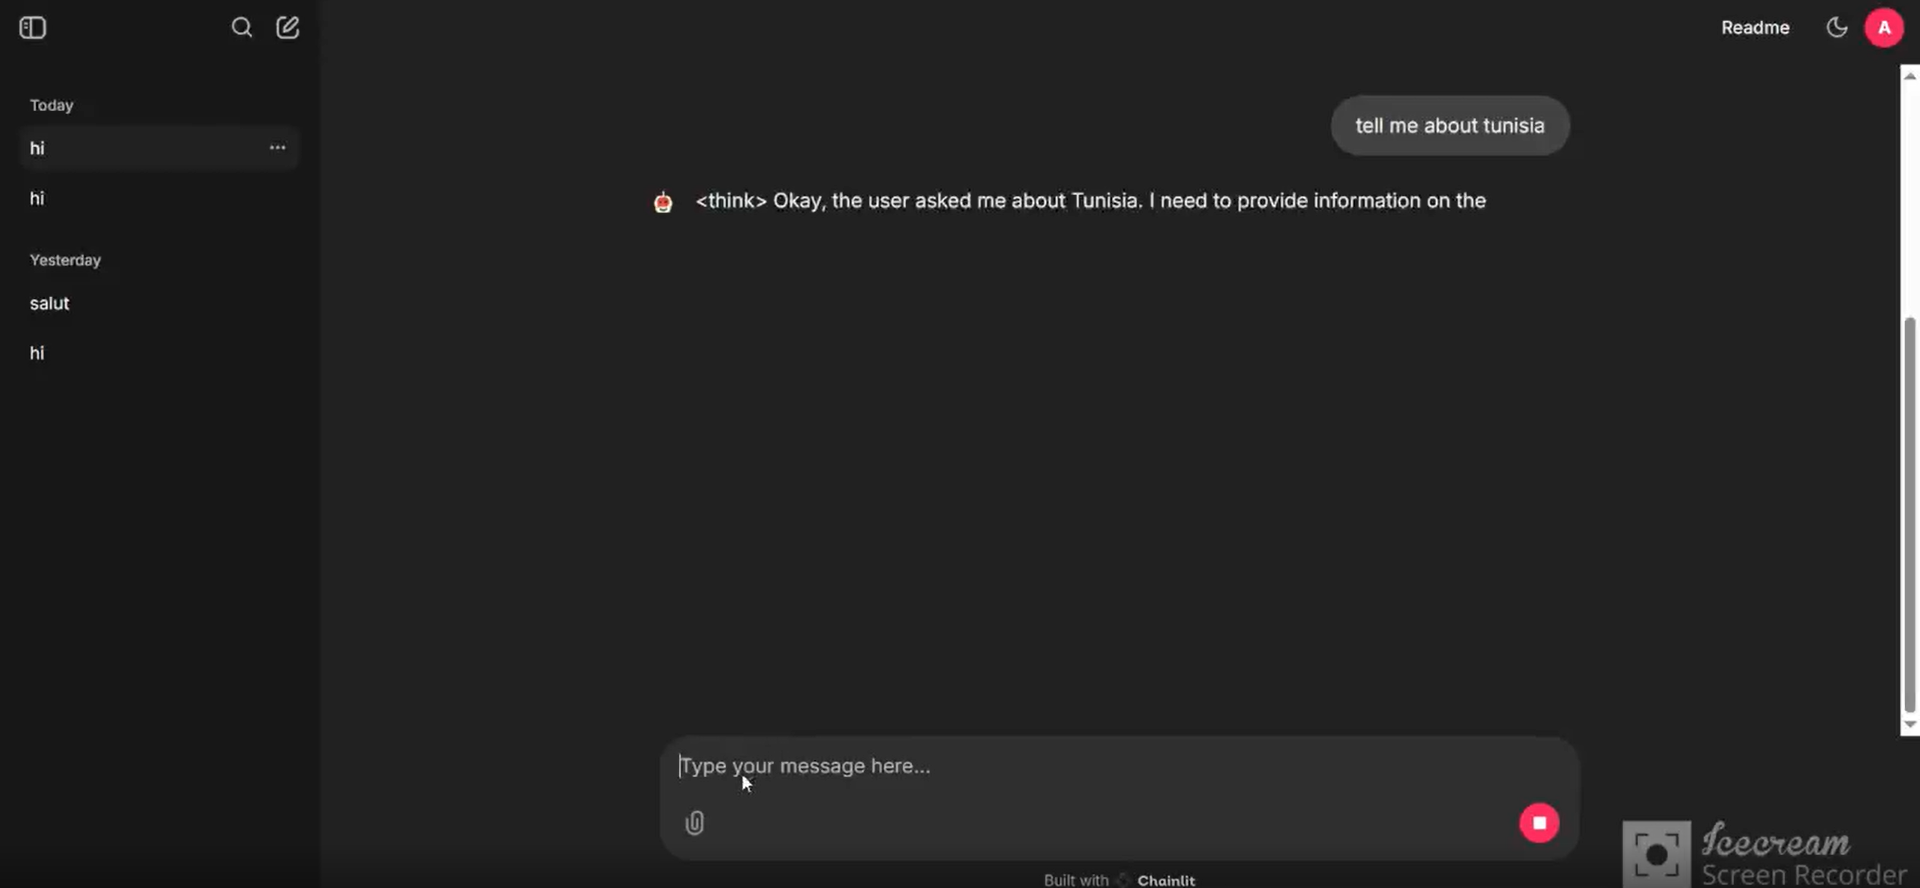 Readme
A
Today
hi
hi
Yesterday
salut
hi
tell me about tunisia
<think> Okay, the user asked me about Tunisia. I need to provide information on the
Type your message here...
Built with Chainlit
Icecream
Screen Recorder